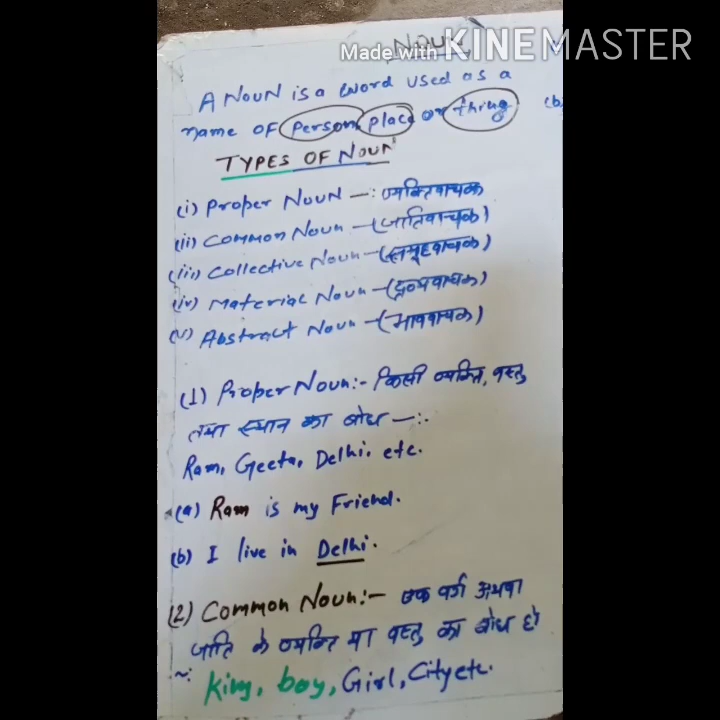 NOUN
Made with KINEMASTER
A NOUN is a word used as a
name OF Person, place or thing (b)
TYPES OF NOUN
(i) Proper NOUN —: व्यक्तिवाचक
(ii) Common Noun —(जातिवाचक)
(iii) Collective Noun —(समूहवाचक)
(iv) Material Noun —(द्रव्यवाचक)
(V) Abstract Noun —(भाववाचक)
(1) Proper Noun:- किसी व्यक्ति, वस्तु
तथा स्थान का बोध —:.
Ram, Geeta, Delhi, etc.
(a) Ram is my Friend.
(b) I live in Delhi.
(2) Common Noun:- एक वर्ग अथवा
जाति के व्यक्ति या वस्तु का बोध हो
~: King, boy, Girl, City etc.